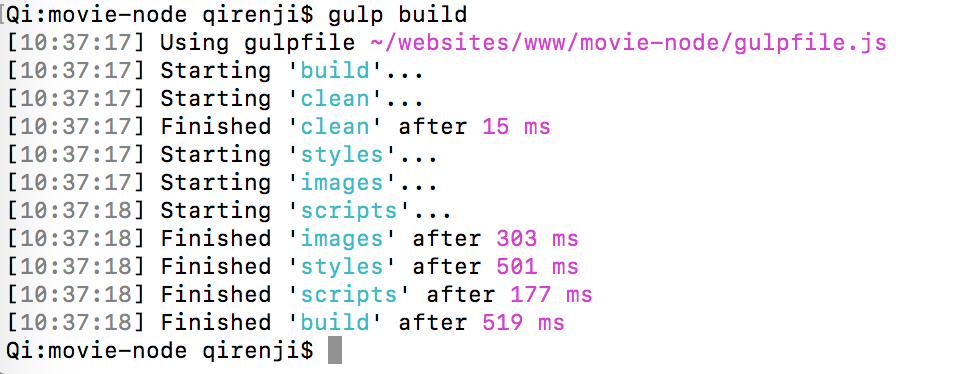 [Qi:movie-node qirenji$ gulp build
[10:37:17] Using gulpfile ~/websites/www/movie-node/gulpfile.js
[10:37:17] Starting 'build'...
[10:37:17] Starting 'clean'...
[10:37:17] Finished 'clean' after 15 ms
[10:37:17] Starting 'styles'...
[10:37:17] Starting 'images'...
[10:37:18] Starting 'scripts'...
[10:37:18] Finished 'images' after 303 ms
[10:37:18] Finished 'styles' after 501 ms
[10:37:18] Finished 'scripts' after 177 ms
[10:37:18] Finished 'build' after 519 ms
Qi:movie-node qirenji$